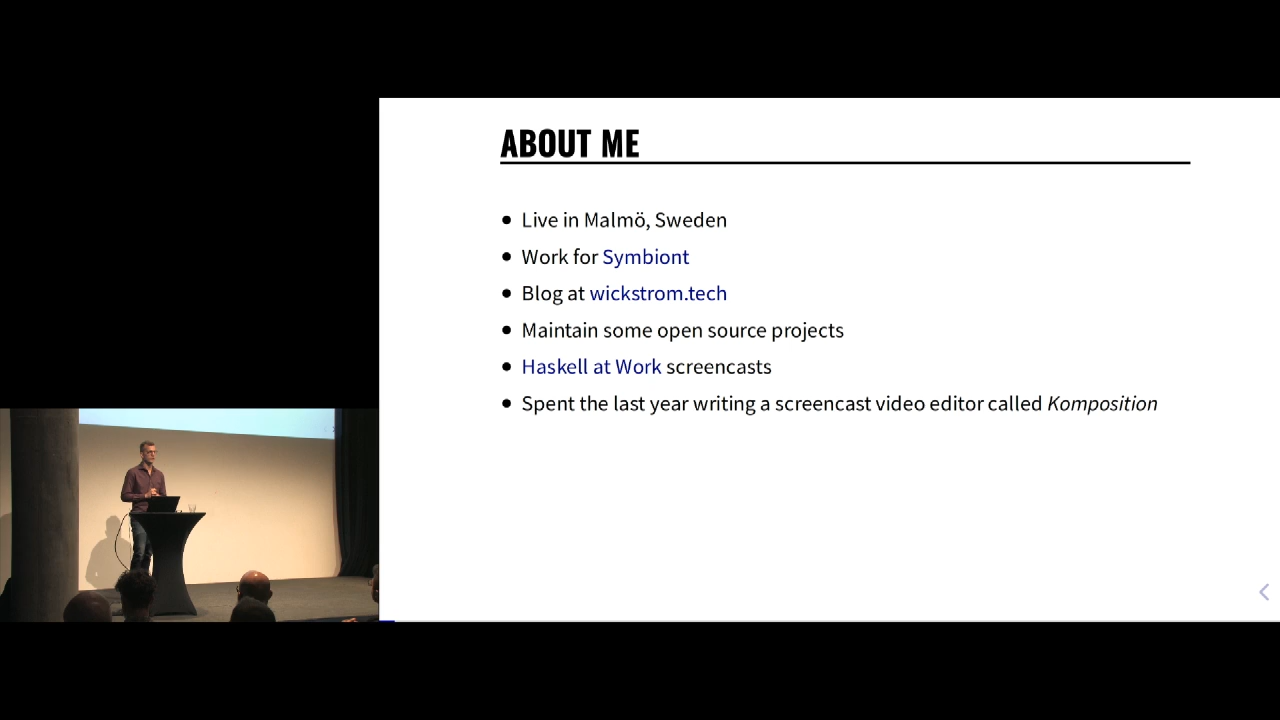 ABOUT ME
Live in Malmö, Sweden
Work for Symbiont
Blog at wickstrom.tech
Maintain some open source projects
Haskell at Work screencasts
Spent the last year writing a screencast video editor called Komposition